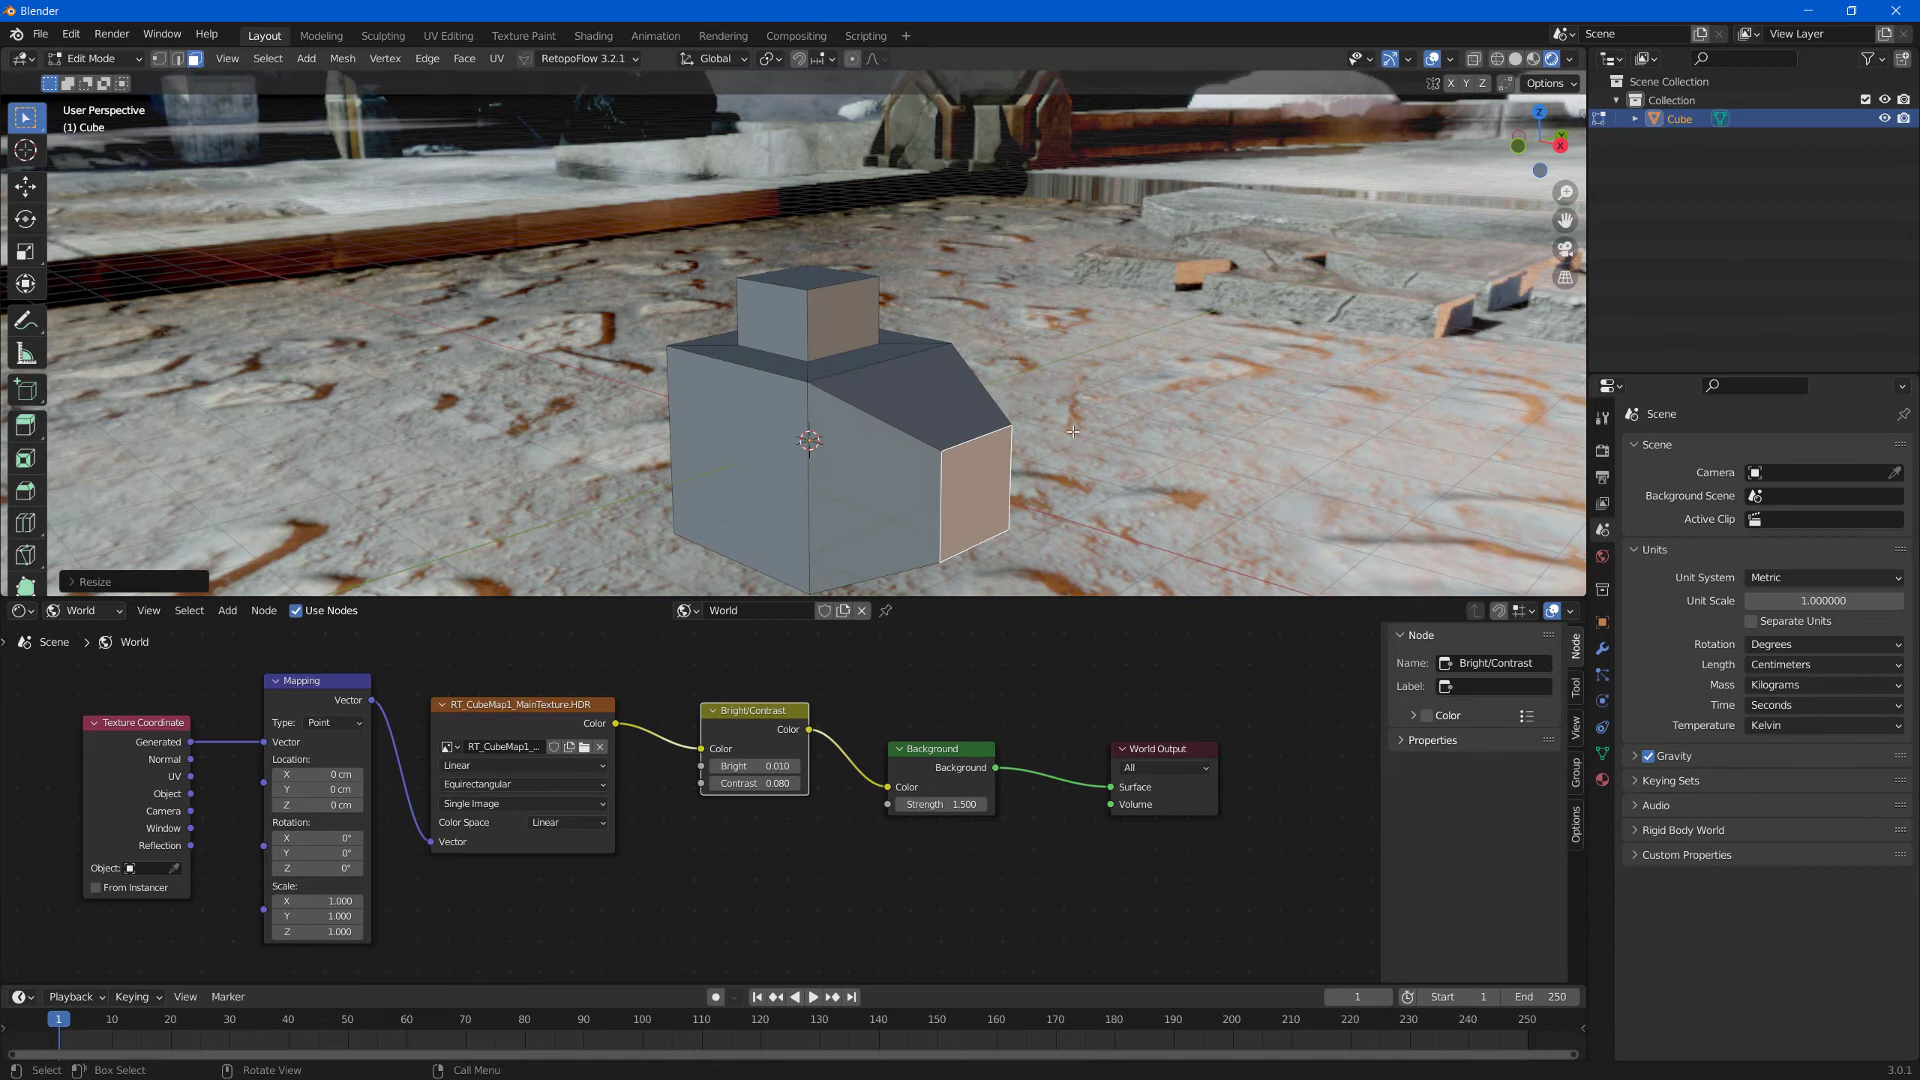 Blender
File Edit Render Window Help
Layout Modeling Sculpting UV Editing Texture Paint Shading Animation Rendering Compositing Scripting
Scene
View Layer
Edit Mode View Select Add Mesh Vertex Edge Face UV RetopoFlow 3.2.1 Global
X Y Z Options
User Perspective
(1) Cube
Z
Y
X
Scene Collection
Collection
Cube
Resize
Scene
Scene
Camera
Background Scene
Active Clip
Units
Unit System Metric
Unit Scale 1.000000
Separate Units
Rotation Degrees
Length Centimeters
Mass Kilograms
Time Seconds
Temperature Kelvin
Gravity
Keying Sets
Audio
Rigid Body World
Custom Properties
World View Select Add Node Use Nodes World
Scene World
Texture Coordinate
Generated
Normal
UV
Object
Camera
Window
Reflection
Object:
From Instancer
Mapping
Vector
Type: Point
Vector
Location:
X 0 cm
Y 0 cm
Z 0 cm
Rotation:
X 0°
Y 0°
Z 0°
Scale:
X 1.000
Y 1.000
Z 1.000
RT_CubeMap1_MainTexture.HDR
Color
RT_CubeMap1_...
Linear
Equirectangular
Single Image
Color Space Linear
Vector
Bright/Contrast
Color
Color
Bright 0.010
Contrast 0.080
Background
Background
Color
Strength 1.500
World Output
All
Surface
Volume
Node
Name: Bright/Contrast
Label:
Color
Properties
Node
Tool
View
Group
Options
Playback Keying View Marker
1 Start 1 End 250
1 10 20 30 40 50 60 70 80 90 100 110 120 130 140 150 160 170 180 190 200 210 220 230 240 250
Select Box Select Rotate View Call Menu
3.0.1